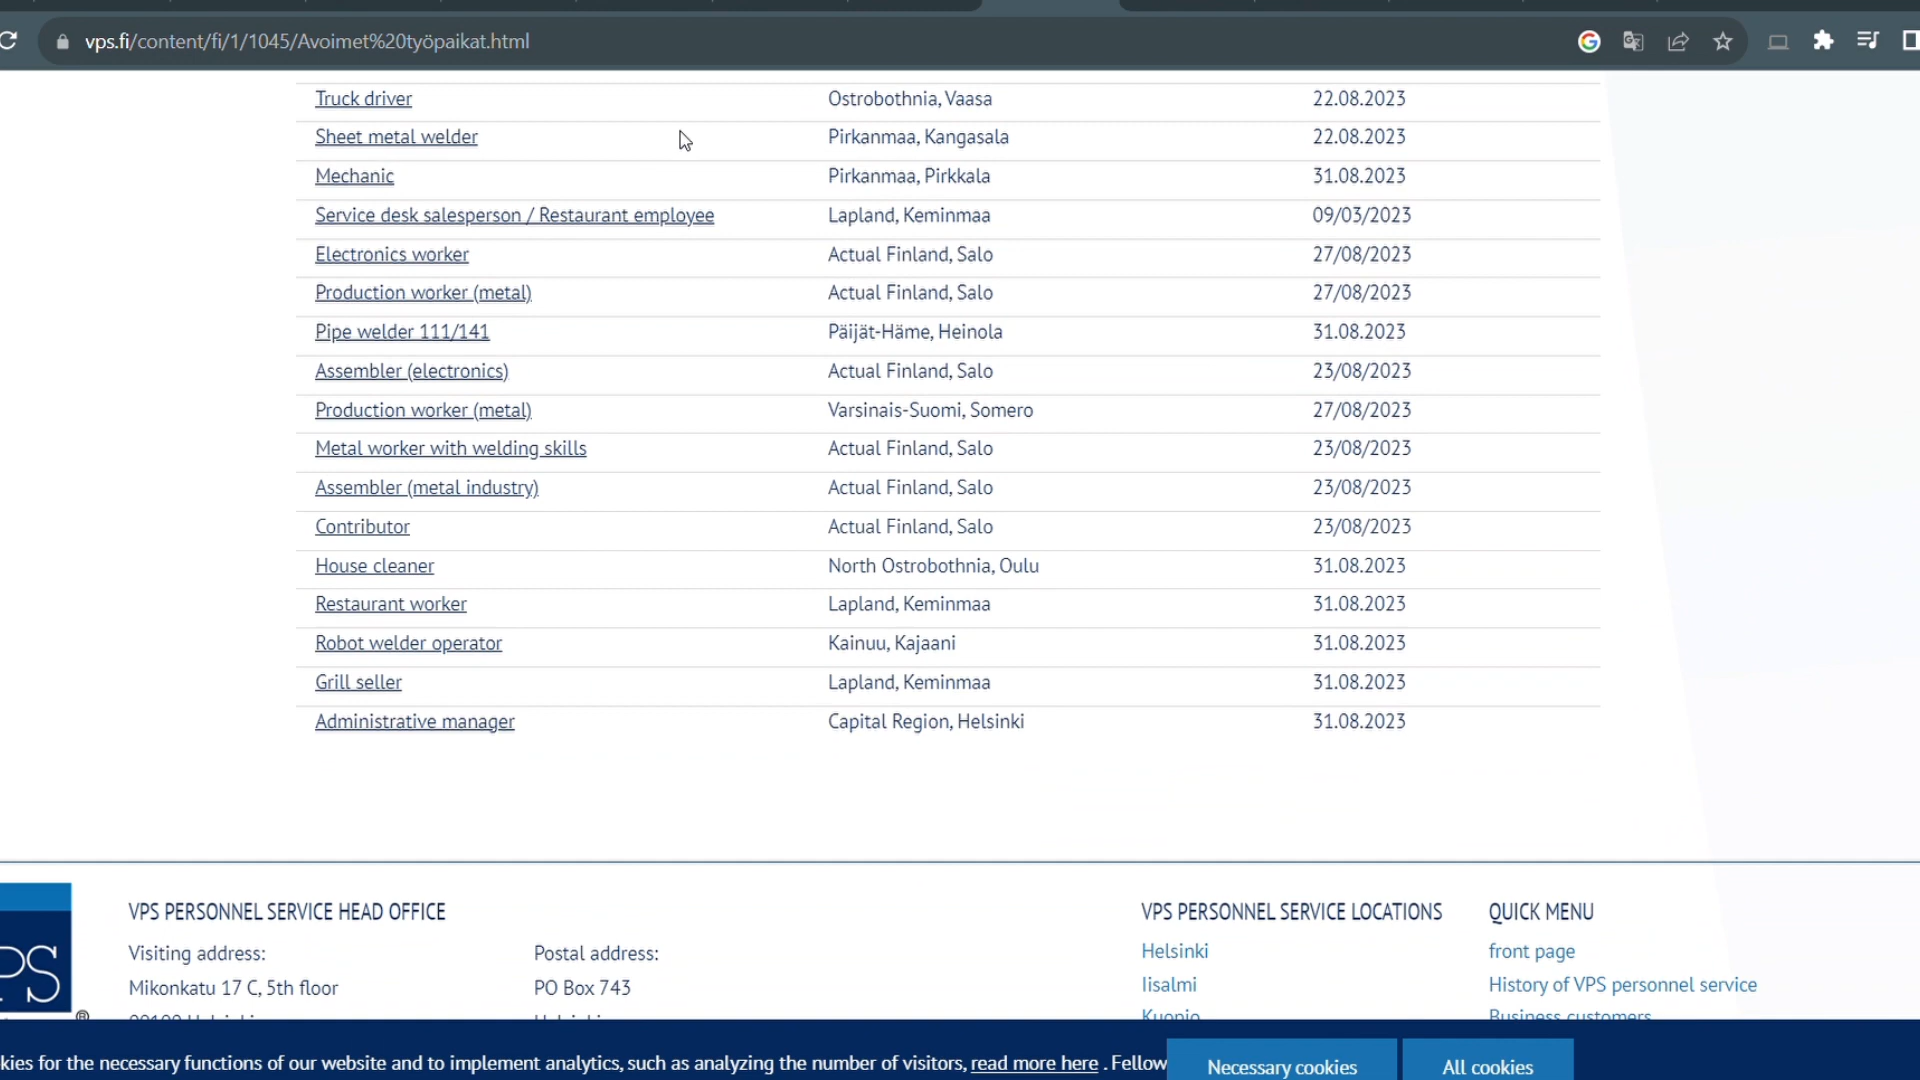 vps.fi/content/fi/1/1045/Avoimet%20työpaikat.html
Truck driver Ostrobothnia, Vaasa 22.08.2023
Sheet metal welder Pirkanmaa, Kangasala 22.08.2023
Mechanic Pirkanmaa, Pirkkala 31.08.2023
Service desk salesperson / Restaurant employee Lapland, Keminmaa 09/03/2023
Electronics worker Actual Finland, Salo 27/08/2023
Production worker (metal) Actual Finland, Salo 27/08/2023
Pipe welder 111/141 Päijät-Häme, Heinola 31.08.2023
Assembler (electronics) Actual Finland, Salo 23/08/2023
Production worker (metal) Varsinais-Suomi, Somero 27/08/2023
Metal worker with welding skills Actual Finland, Salo 23/08/2023
Assembler (metal industry) Actual Finland, Salo 23/08/2023
Contributor Actual Finland, Salo 23/08/2023
House cleaner North Ostrobothnia, Oulu 31.08.2023
Restaurant worker Lapland, Keminmaa 31.08.2023
Robot welder operator Kainuu, Kajaani 31.08.2023
Grill seller Lapland, Keminmaa 31.08.2023
Administrative manager Capital Region, Helsinki 31.08.2023
PS ®
VPS PERSONNEL SERVICE HEAD OFFICE
Visiting address:
Mikonkatu 17 C, 5th floor
Postal address:
PO Box 743
VPS PERSONNEL SERVICE LOCATIONS
Helsinki
Iisalmi
Kuopio
QUICK MENU
front page
History of VPS personnel service
Business customers
kies for the necessary functions of our website and to implement analytics, such as analyzing the number of visitors, read more here . Fellow
Necessary cookies
All cookies